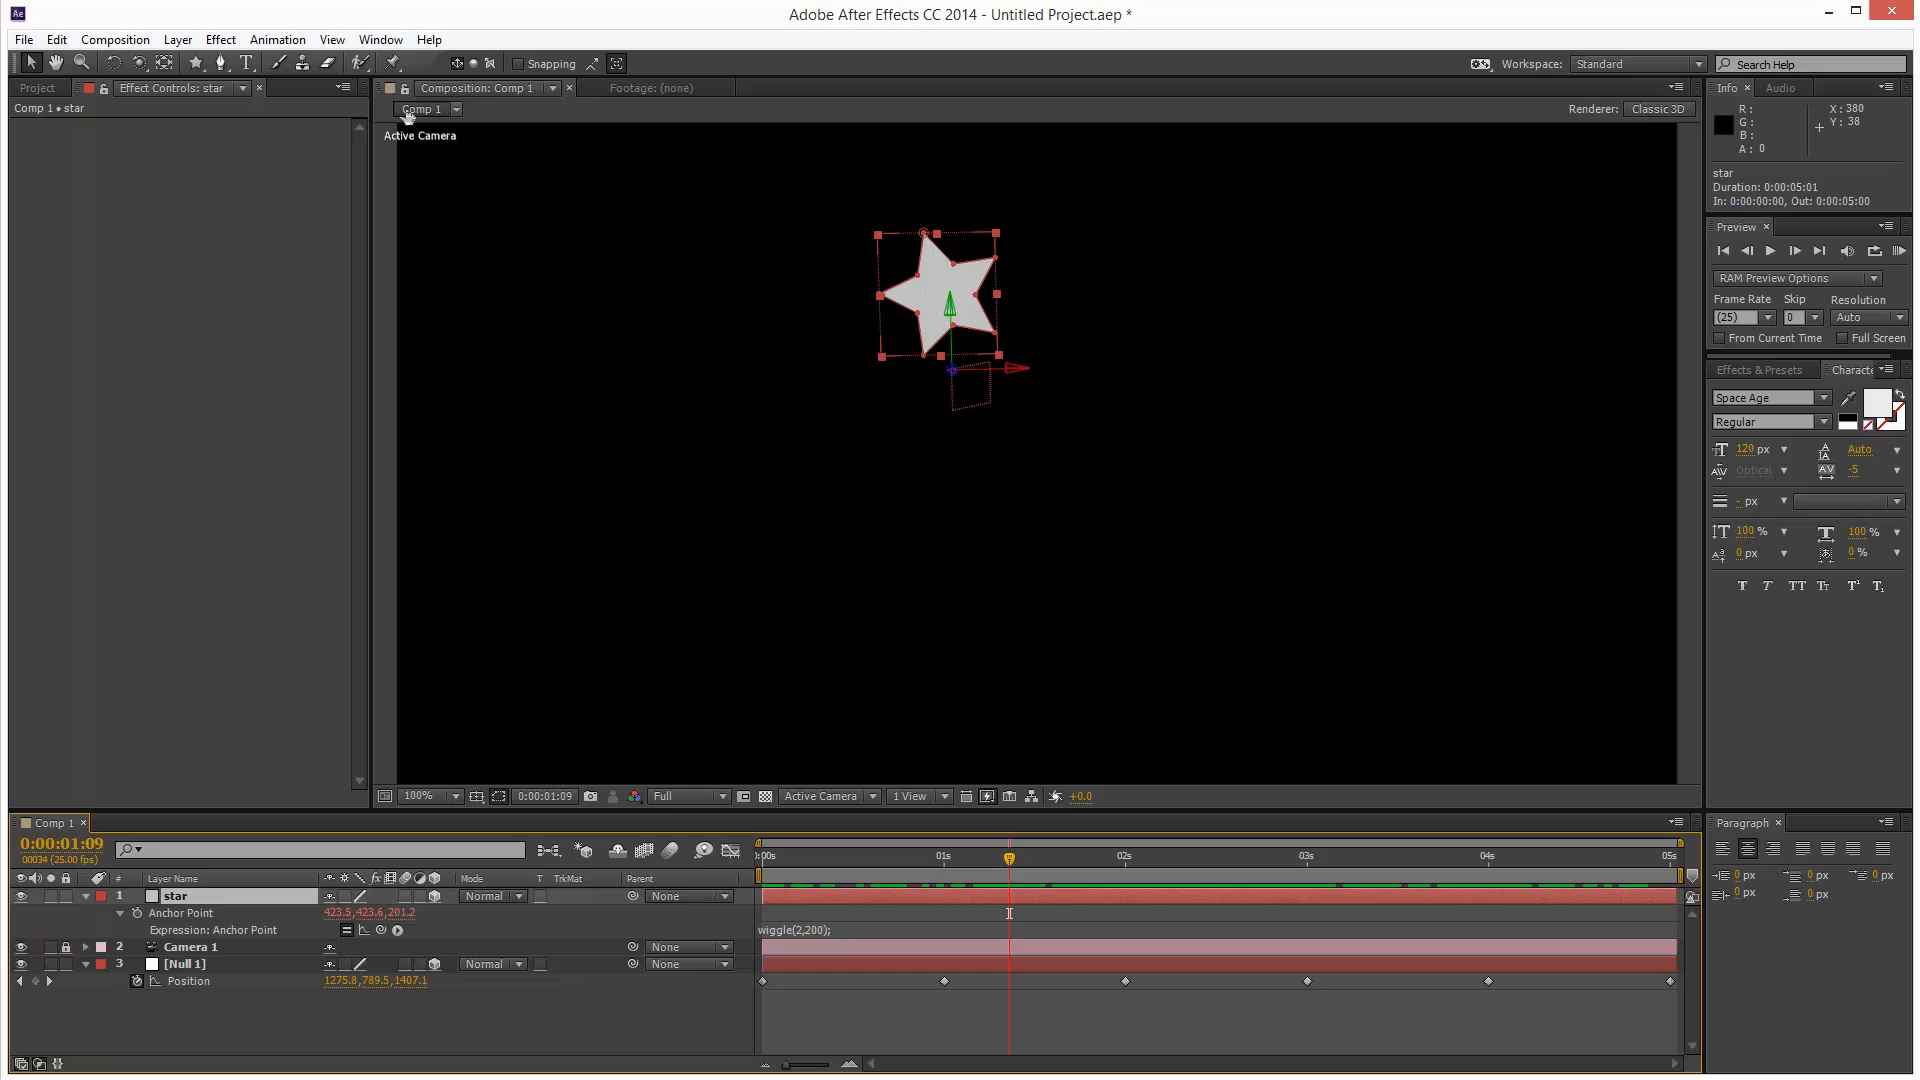 Ae
Adobe After Effects CC 2014 - Untitled Project.aep *
File Edit Composition Layer Effect Animation View Window Help
T
Snapping
Workspace: Standard
Search Help
Project
Effect Controls: star
Composition: Comp 1
Footage: (none)
Info
Audio
Comp 1 • star
Comp 1
Renderer: Classic 3D
R :
G :
B :
A : 0
X : 380
Y : 38
Active Camera
star
Duration: 0:00:05:01
In: 0:00:00:00, Out: 0:00:05:00
Preview
RAM Preview Options
Frame Rate Skip Resolution
(25) 0 Auto
From Current Time Full Screen
Effects & Presets
Characte
Space Age
Regular
120 px Auto
Optical -5
- px
100 % 100 %
0 px 0 %
T T TT Tt T¹ T₁
100% 0:00:01:09 Full Active Camera 1 View +0.0
Comp 1
Paragraph
0:00:01:09
00034 (25.00 fps)
:00s 01s 02s 03s 04s 05s
0 px 0 px 0 px
0 px 0 px
# Layer Name fx Mode T TrkMat Parent
1 star Normal None
Anchor Point 423.5,423.6,201.2
Expression: Anchor Point wiggle(2,200);
2 Camera 1 None
3 [Null 1] Normal None
Position 1275.8,789.5,1407.1